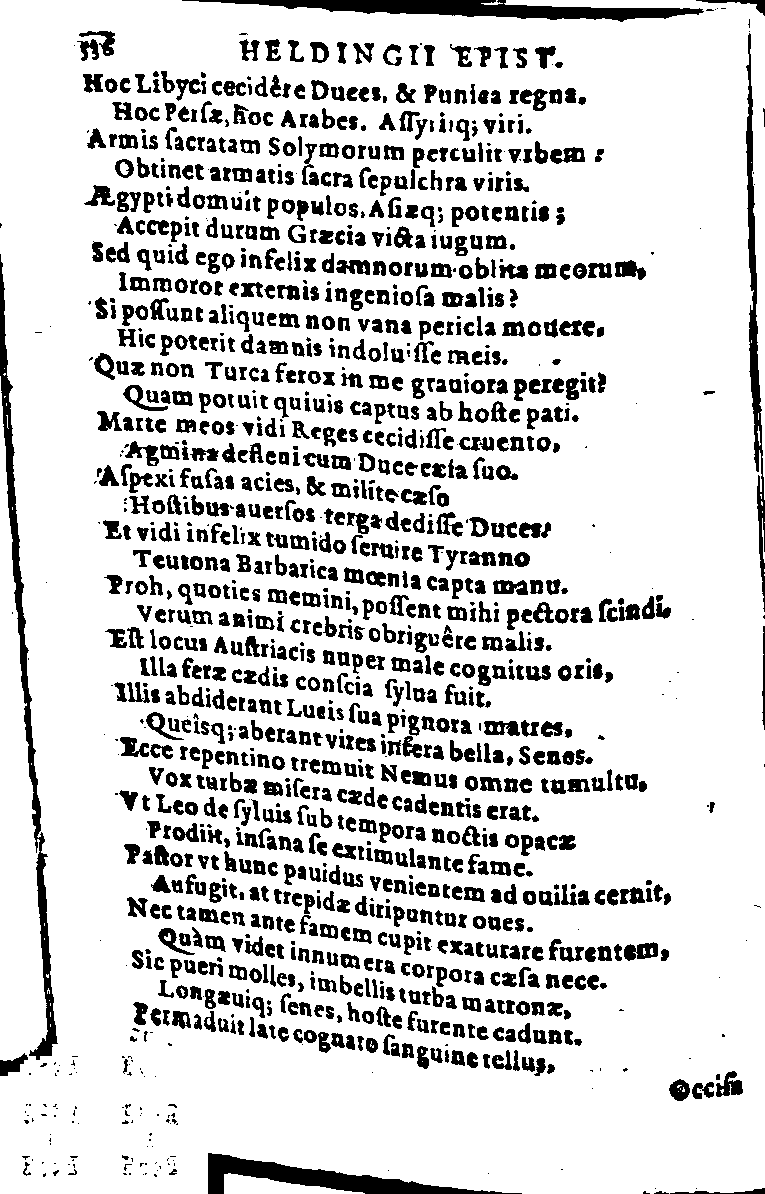 336 HELDINGII EPIST.
Hoc Libyci cecidêre Duces, & Punica regna.
Hoc Persæ, hoc Arabes. Assyriiq; viri.
Armis sacratam Solymorum perculit vrbem :
Obtinet armatis sacra sepulchra viris.
Ægypti domuit populos, Asiæq; potentis ;
Accepit durum Græcia victa iugum.
Sed quid ego infelix damnorum oblita meorum,
Immoror externis ingeniosa malis?
Si possunt aliquem non vana pericla mouere,
Hic poterit damnis indoluisse meis.
Quæ non Turca ferox in me grauiora peregit?
Quam potuit quiuis captus ab hoste pati.
Marte meos vidi Reges cecidisse cruento,
Agmina defleui cum Duce cæsa suo.
Aspexi fusas acies, & milite cæso
Hostibus auersos terga dedisse Duces.
Et vidi infelix tumido seruire Tyranno
Teutona Barbarica mœnia capta manu.
Proh, quoties memini, possent mihi pectora scindi,
Verum animi crebris obriguêre malis.
Est locus Austriacis nuper male cognitus oris,
Illa feræ cædis conscia sylua fuit.
Illis abdiderant Lucis sua pignora matres,
Queîsq; aberant vires in fera bella, Senes.
Ecce repentino tremuit Nemus omne tumultu,
Vox turbæ misera cæde cadentis erat.
Vt Leo de syluis sub tempora noctis opacæ
Prodiit, insana se extimulante fame.
Pastor vt hunc pauidus venientem ad ouilia cernit,
Aufugit, at trepidæ diripuntur oues.
Nec tamen ante famem cupit exaturare furentem,
Quàm videt innumera corpora cæsa nece.
Sic pueri molles, imbellis turba matronæ,
Longæuiq; senes, hoste furente cadunt.
Permaduit late cognato sanguine tellus,
Occisa